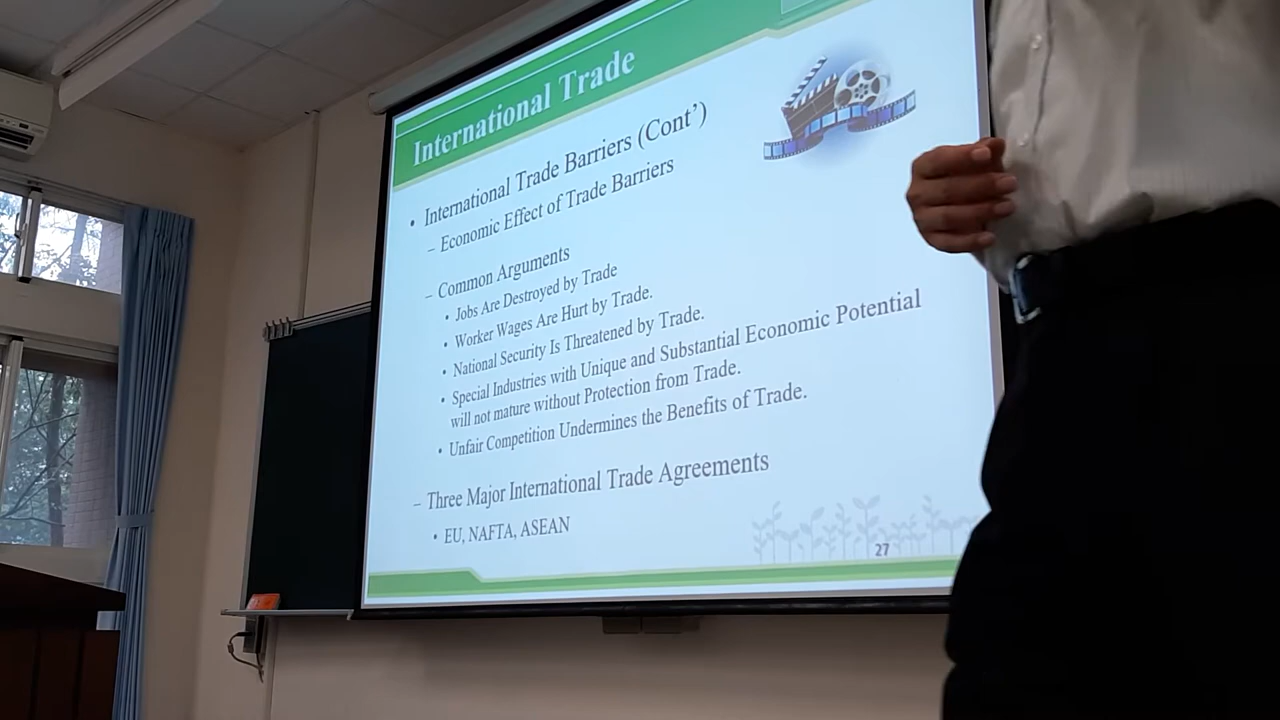 International Trade
• International Trade Barriers (Cont’)
– Economic Effect of Trade Barriers
– Common Arguments
• Jobs Are Destroyed by Trade
• Worker Wages Are Hurt by Trade.
• National Security Is Threatened by Trade.
• Special Industries with Unique and Substantial Economic Potential
will not mature without Protection from Trade.
• Unfair Competition Undermines the Benefits of Trade.
– Three Major International Trade Agreements
• EU, NAFTA, ASEAN
27